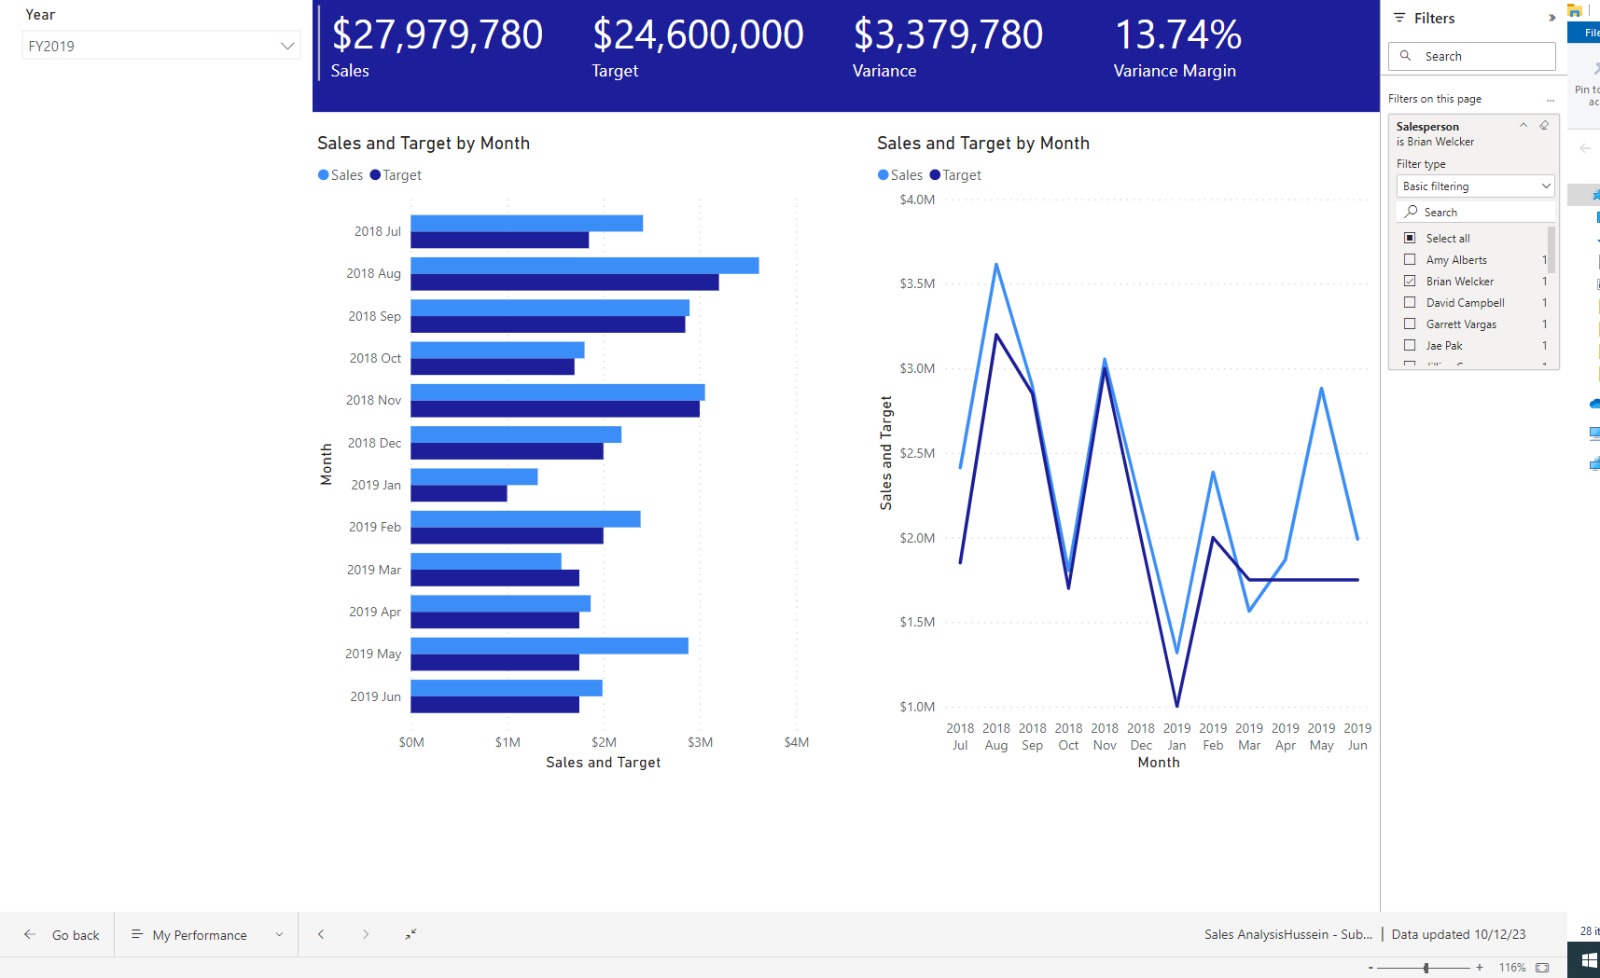 Year
FY2019
$27,979,780
Sales
$24,600,000
Target
$3,379,780
Variance
13.74%
Variance Margin
Sales and Target by Month
Sales Target
Month
2018 Jul
2018 Aug
2018 Sep
2018 Oct
2018 Nov
2018 Dec
2019 Jan
2019 Feb
2019 Mar
2019 Apr
2019 May
2019 Jun
$0M $1M $2M $3M $4M
Sales and Target
Sales and Target by Month
Sales Target
Sales and Target
$4.0M
$3.5M
$3.0M
$2.5M
$2.0M
$1.5M
$1.0M
2018 2018 2018 2018 2018 2018 2019 2019 2019 2019 2019 2019
Jul Aug Sep Oct Nov Dec Jan Feb Mar Apr May Jun
Month
Filters
Search
Filters on this page
...
Salesperson
is Brian Welcker
Filter type
Basic filtering
Search
Select all
Amy Alberts 1
Brian Welcker 1
David Campbell 1
Garrett Vargas 1
Jae Pak 1
File
Pin to
ac
Go back
My Performance
Sales AnalysisHussein - Sub... | Data updated 10/12/23
- + 116%
28 it